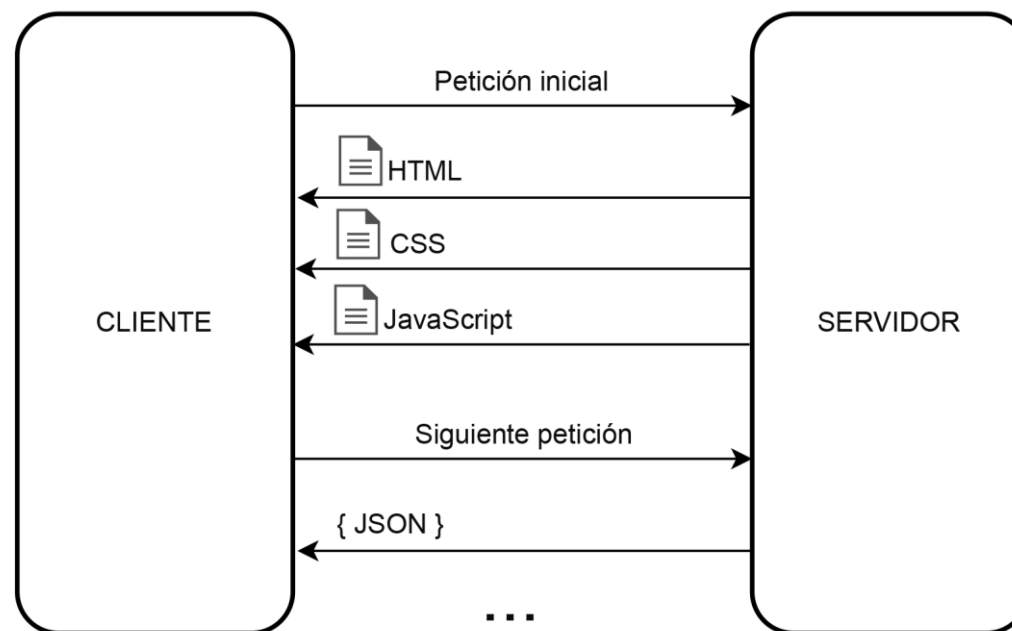 Petición inicial
HTML
CSS
JavaScript
CLIENTE
SERVIDOR
Siguiente petición
{ JSON }
...